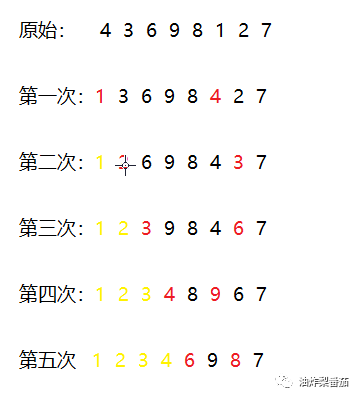 原始： 4 3 6 9 8 1 2 7
第一次：1 3 6 9 8 4 2 7
第二次：1 2 6 9 8 4 3 7
第三次：1 2 3 9 8 4 6 7
第四次：1 2 3 4 8 9 6 7
第五次 1 2 3 4 6 9 8 7
油炸梨番茄